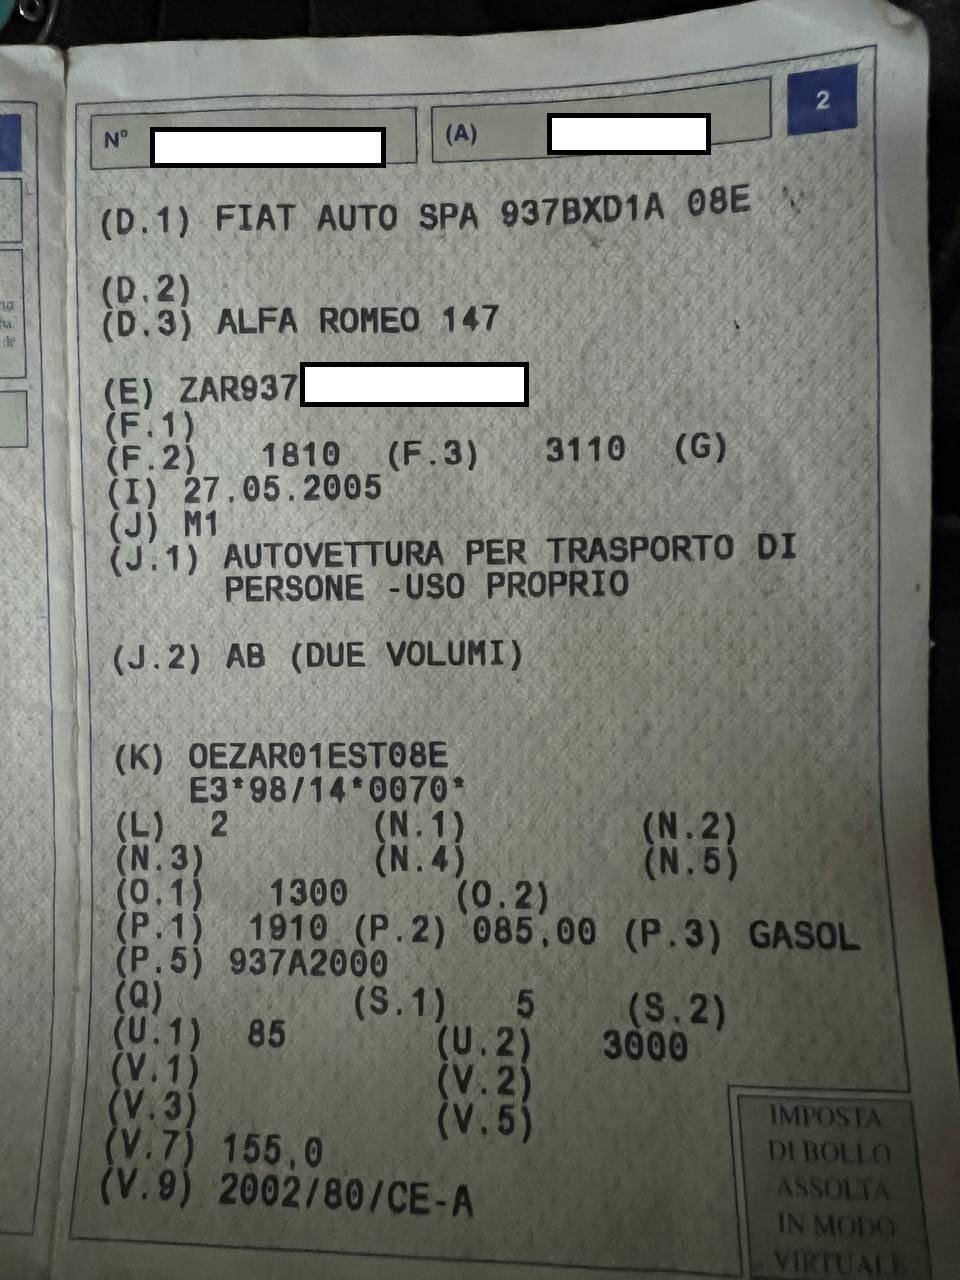 2
N° (A)
(D.1) FIAT AUTO SPA 937BXD1A 08E
(D.2)
(D.3) ALFA ROMEO 147
(E) ZAR937
(F.1)
(F.2) 1810 (F.3) 3110 (G)
(I) 27.05.2005
(J) M1
(J.1) AUTOVETTURA PER TRASPORTO DI
PERSONE -USO PROPRIO
(J.2) AB (DUE VOLUMI)
(K) OEZAR01EST08E
E3*98/14*0070*
(L) 2 (N.1) (N.2)
(N.3) (N.4) (N.5)
(O.1) 1300 (O.2)
(P.1) 1910 (P.2) 085,00 (P.3) GASOL
(P.5) 937A2000
(Q) (S.1) 5 (S.2)
(U.1) 85 (U.2) 3000
(V.1) (V.2)
(V.3) (V.5)
(V.7) 155,0
(V.9) 2002/80/CE-A
IMPOSTA
DI BOLLO
ASSOLTA
IN MODO
VIRTUALE